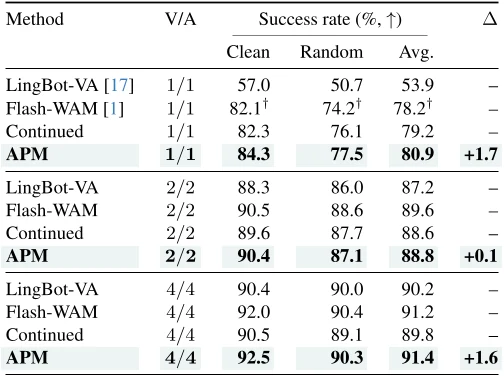 Method V/A Success rate (%, ↑) Δ
Clean Random Avg.
LingBot-VA [17] 1/1 57.0 50.7 53.9 –
Flash-WAM [1] 1/1 82.1† 74.2† 78.2† –
Continued 1/1 82.3 76.1 79.2 –
APM 1/1 84.3 77.5 80.9 +1.7
LingBot-VA 2/2 88.3 86.0 87.2 –
Flash-WAM 2/2 90.5 88.6 89.6 –
Continued 2/2 89.6 87.7 88.6 –
APM 2/2 90.4 87.1 88.8 +0.1
LingBot-VA 4/4 90.4 90.0 90.2 –
Flash-WAM 4/4 92.0 90.4 91.2 –
Continued 4/4 90.5 89.1 89.8 –
APM 4/4 92.5 90.3 91.4 +1.6